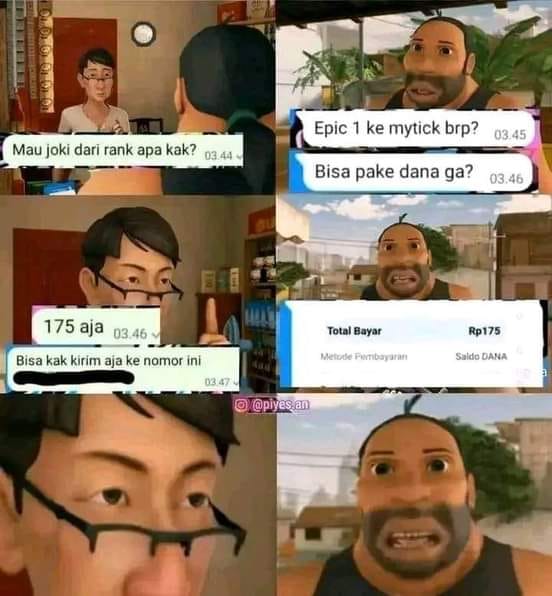 Mau joki dari rank apa kak? 03.44
Epic 1 ke mytick brp? 03.45
Bisa pake dana ga? 03.46
175 aja 03.46
Bisa kak kirim aja ke nomor ini
03.47
Total Bayar Rp175
Metode Pembayaran Saldo DANA
@piyes.an